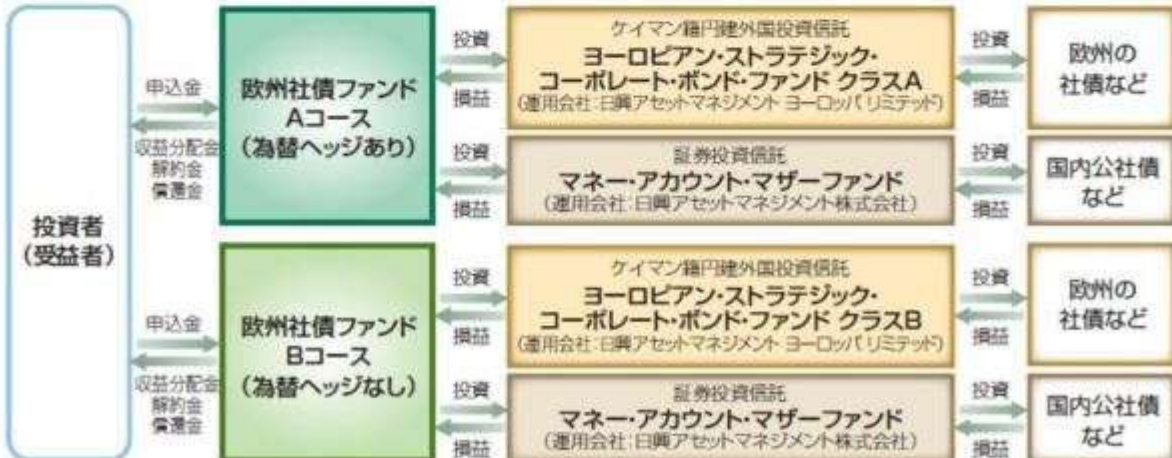 投資者
（受益者）
申込金
収益分配金
解約金
償還金
欧州社債ファンド
Aコース
（為替ヘッジあり）
投資
損益
ケイマン籍円建外国投資信託
ヨーロピアン・ストラテジック・
コーポレート・ボンド・ファンド クラスA
（運用会社：日興アセットマネジメント ヨーロッパ リミテッド）
投資
損益
欧州の
社債など
投資
損益
証券投資信託
マネー・アカウント・マザーファンド
（運用会社：日興アセットマネジメント株式会社）
投資
損益
国内公社債
など
申込金
収益分配金
解約金
償還金
欧州社債ファンド
Bコース
（為替ヘッジなし）
投資
損益
ケイマン籍円建外国投資信託
ヨーロピアン・ストラテジック・
コーポレート・ボンド・ファンド クラスB
（運用会社：日興アセットマネジメント ヨーロッパ リミテッド）
投資
損益
欧州の
社債など
投資
損益
証券投資信託
マネー・アカウント・マザーファンド
（運用会社：日興アセットマネジメント株式会社）
投資
損益
国内公社債
など